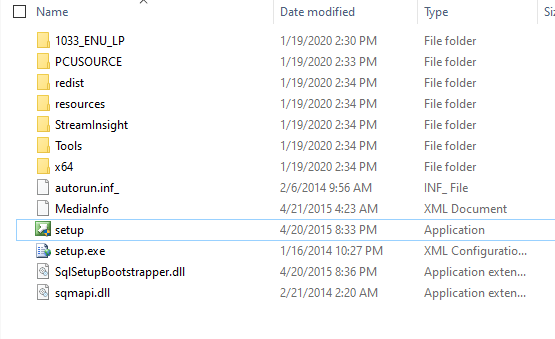 Name Date modified Type Si
1033_ENU_LP 1/19/2020 2:30 PM File folder
PCUSOURCE 1/19/2020 2:33 PM File folder
redist 1/19/2020 2:34 PM File folder
resources 1/19/2020 2:34 PM File folder
StreamInsight 1/19/2020 2:34 PM File folder
Tools 1/19/2020 2:34 PM File folder
x64 1/19/2020 2:34 PM File folder
autorun.inf_ 2/6/2014 9:56 AM INF_ File
MediaInfo 4/21/2015 4:23 AM XML Document
setup 4/20/2015 8:33 PM Application
setup.exe 1/16/2014 10:27 PM XML Configuratio...
SqlSetupBootstrapper.dll 4/20/2015 8:36 PM Application exten...
sqmapi.dll 2/21/2014 2:20 AM Application exten...